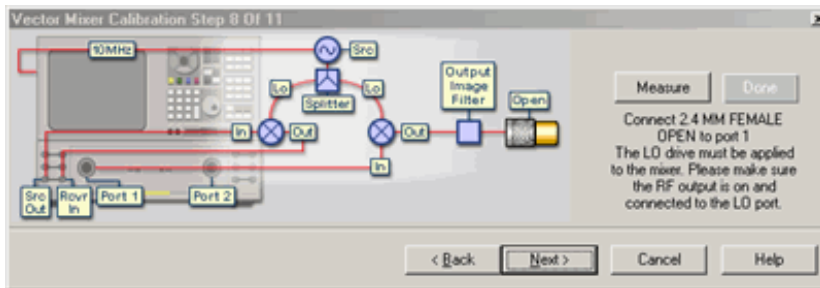 Vector Mixer Calibration Step 8 Of 11
10MHz
Src
Lo
Lo
Splitter
In
Out
Out
In
Output
Image
Filter
Open
Src
Out
Rcvr
In
Port 1
Port 2
Measure
Done
Connect 2.4 MM FEMALE
OPEN to port 1
The LO drive must be applied
to the mixer. Please make sure
the RF output is on and
connected to the LO port.
< Back
Next >
Cancel
Help